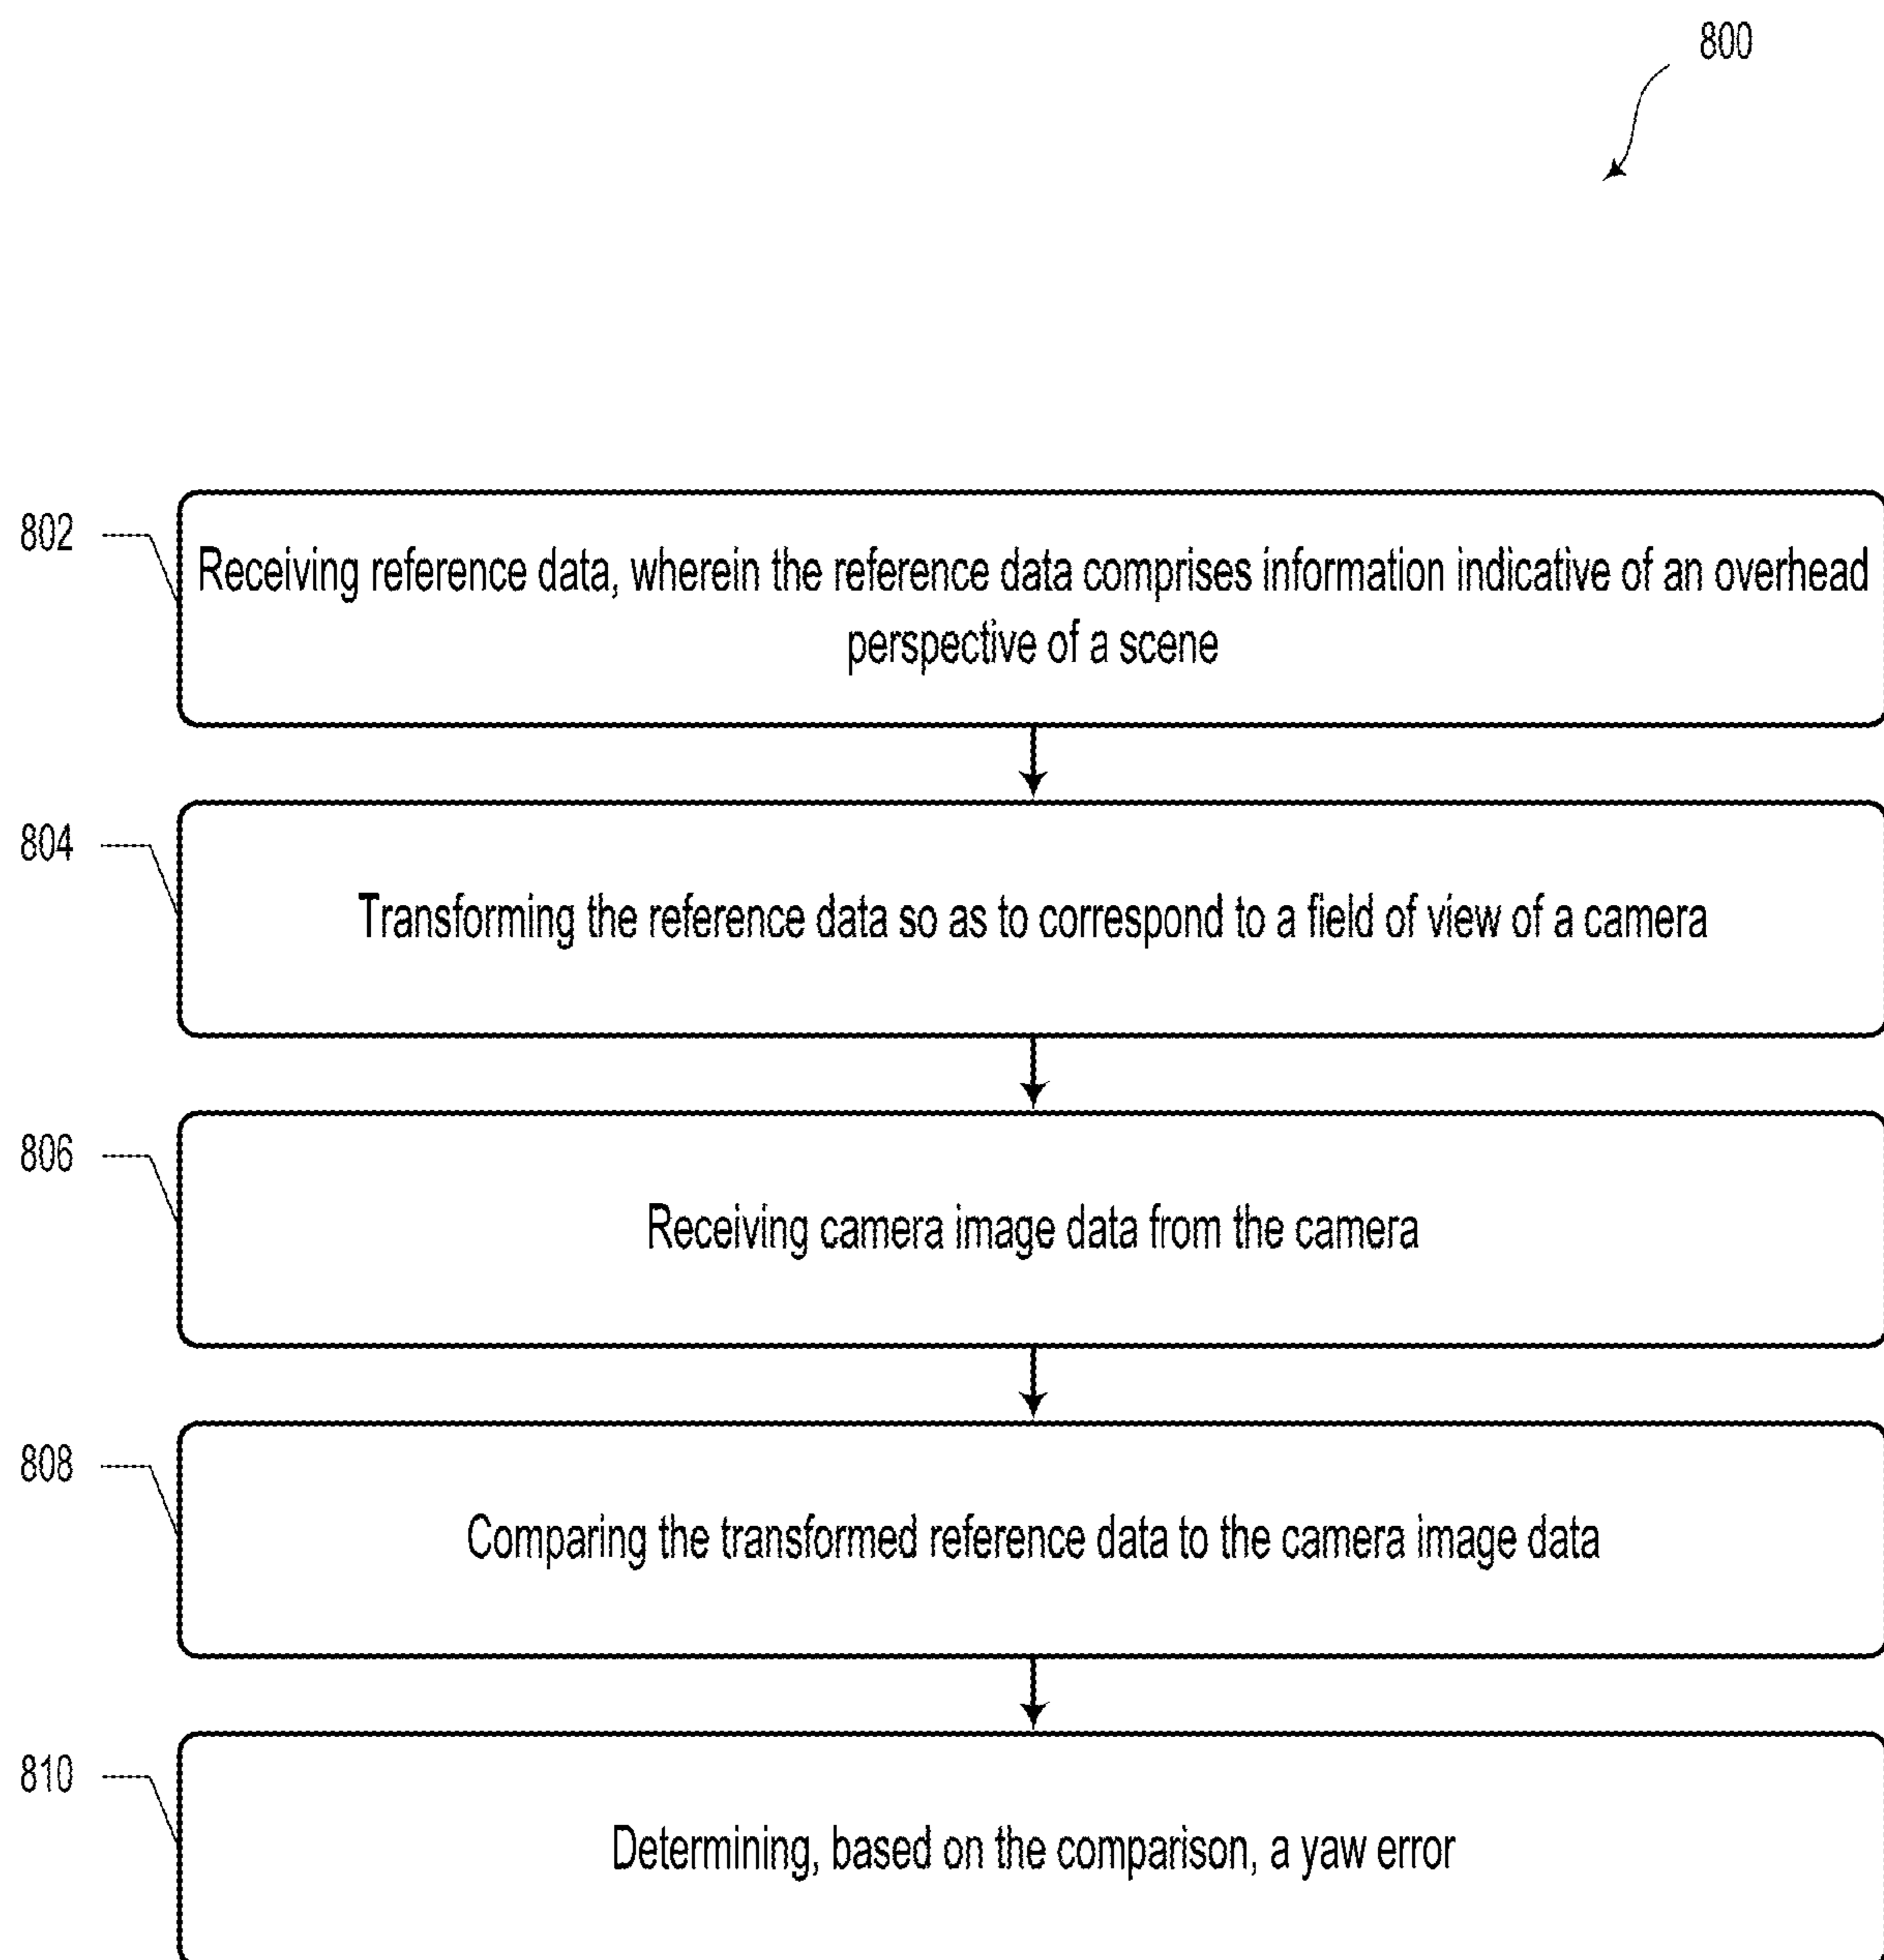 800
802
Receiving reference data, wherein the reference data comprises information indicative of an overhead
perspective of a scene
804
Transforming the reference data so as to correspond to a field of view of a camera
806
Receiving camera image data from the camera
808
Comparing the transformed reference data to the camera image data
810
Determining, based on the comparison, a yaw error